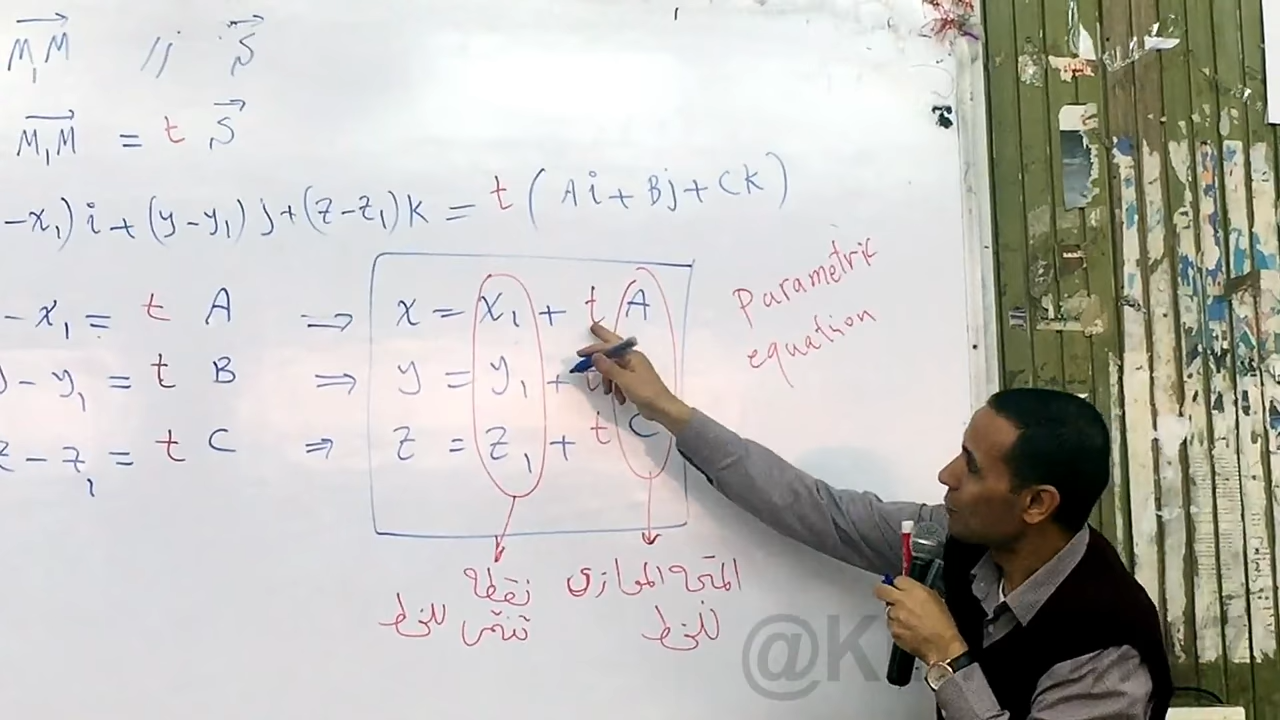 M₁M // S
M₁M = t S
-x₁)i + (y-y₁)j + (z-z₁)k = t (Ai + Bj + Ck)
-x₁ = t A ⇒ x = x₁ + t A
y - y₁ = t B ⇒ y = y₁ + t
z - z₁ = t C ⇒ z = z₁ + t C
Parametric
equation
نقطة
تنتمى للخط
المتجه الموازي
للخط
@K